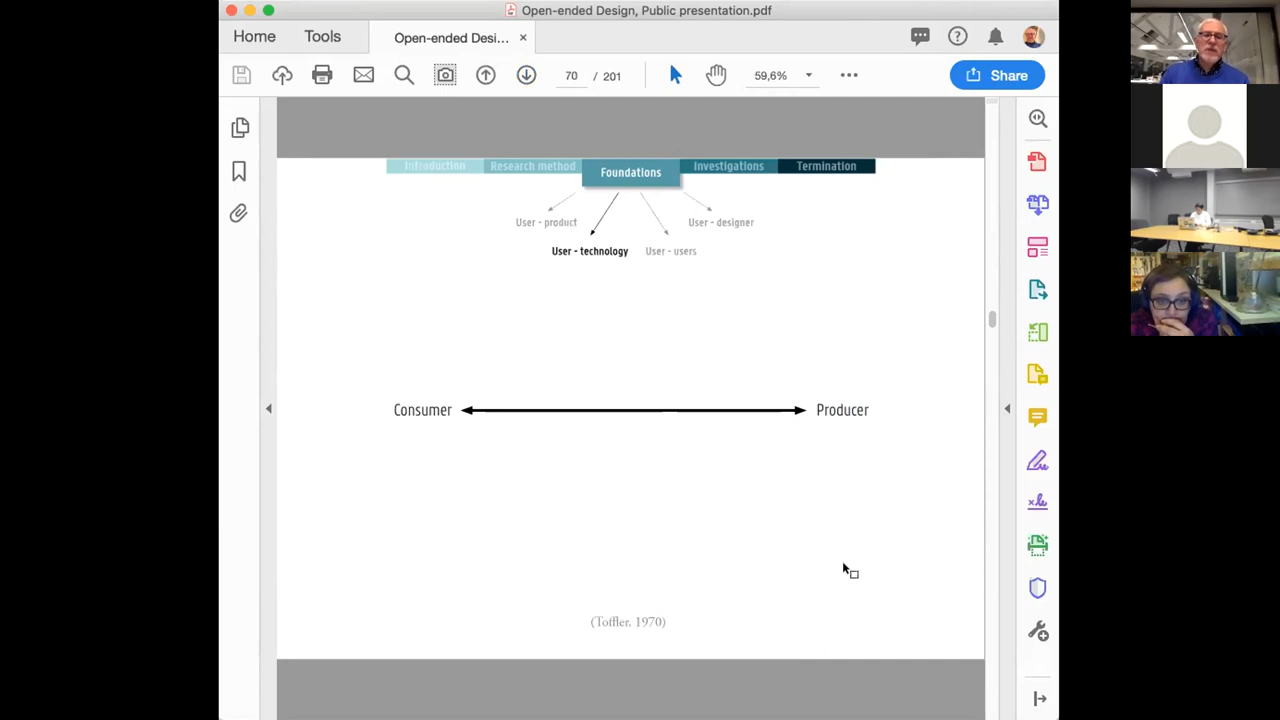 Open-ended Design, Public presentation.pdf
Home Tools Open-ended Desi... ×
70 / 201 59,6% Share
Introduction Research method Foundations Investigations Termination
User - product User - designer
User - technology User - users
Consumer Producer
(Toffler, 1970)